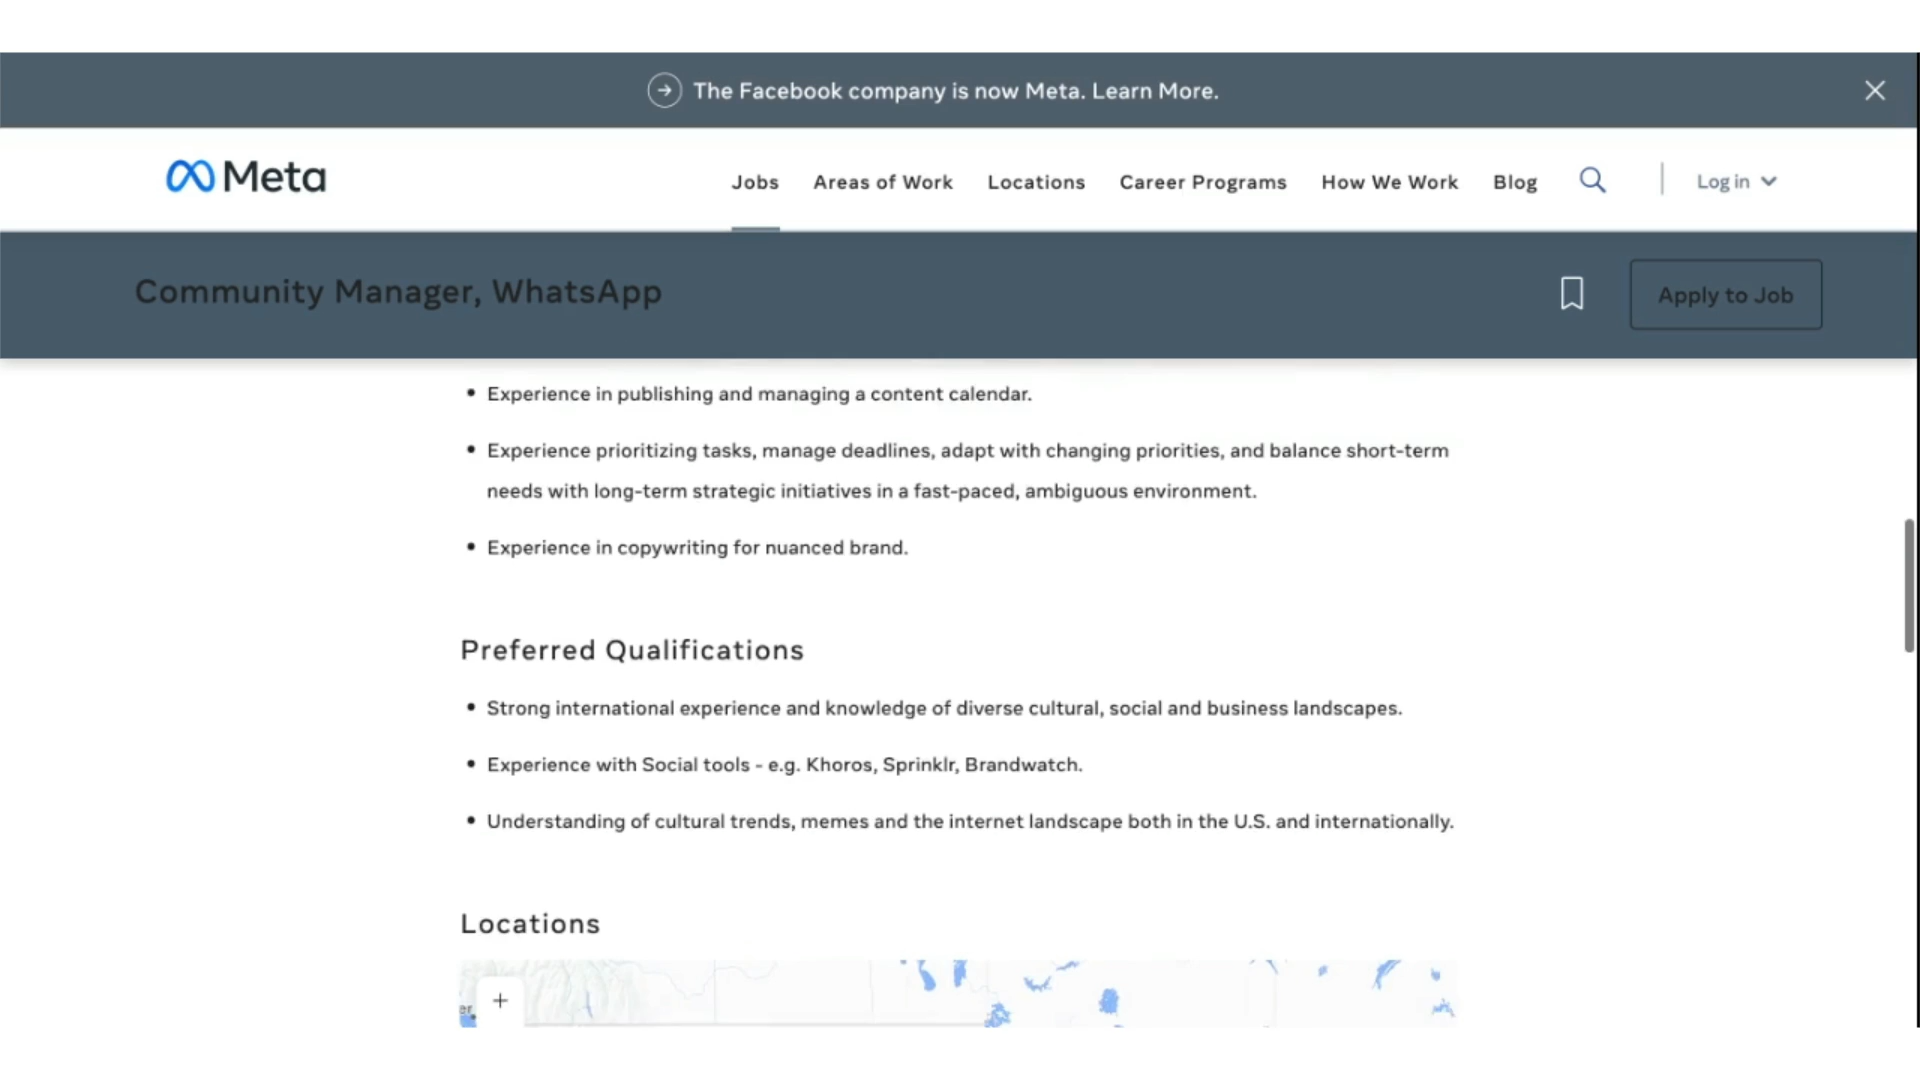 The Facebook company is now Meta. Learn More.
Meta
Jobs
Areas of Work
Locations
Career Programs
How We Work
Blog
Log in
Community Manager, WhatsApp
Apply to Job
• Experience in publishing and managing a content calendar.
• Experience prioritizing tasks, manage deadlines, adapt with changing priorities, and balance short-term
needs with long-term strategic initiatives in a fast-paced, ambiguous environment.
• Experience in copywriting for nuanced brand.
Preferred Qualifications
• Strong international experience and knowledge of diverse cultural, social and business landscapes.
• Experience with Social tools - e.g. Khoros, Sprinklr, Brandwatch.
• Understanding of cultural trends, memes and the internet landscape both in the U.S. and internationally.
Locations
+